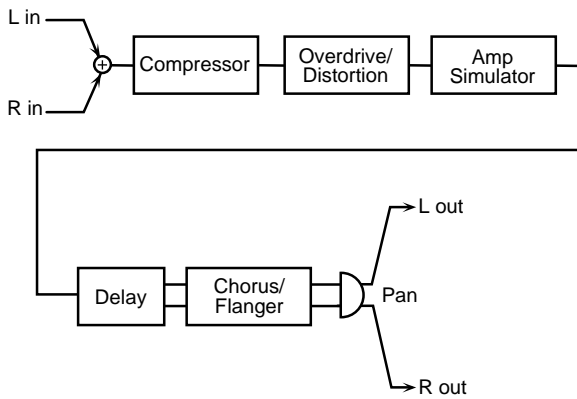 L in
R in
+
Compressor
Overdrive/
Distortion
Amp
Simulator
Delay
Chorus/
Flanger
Pan
L out
R out